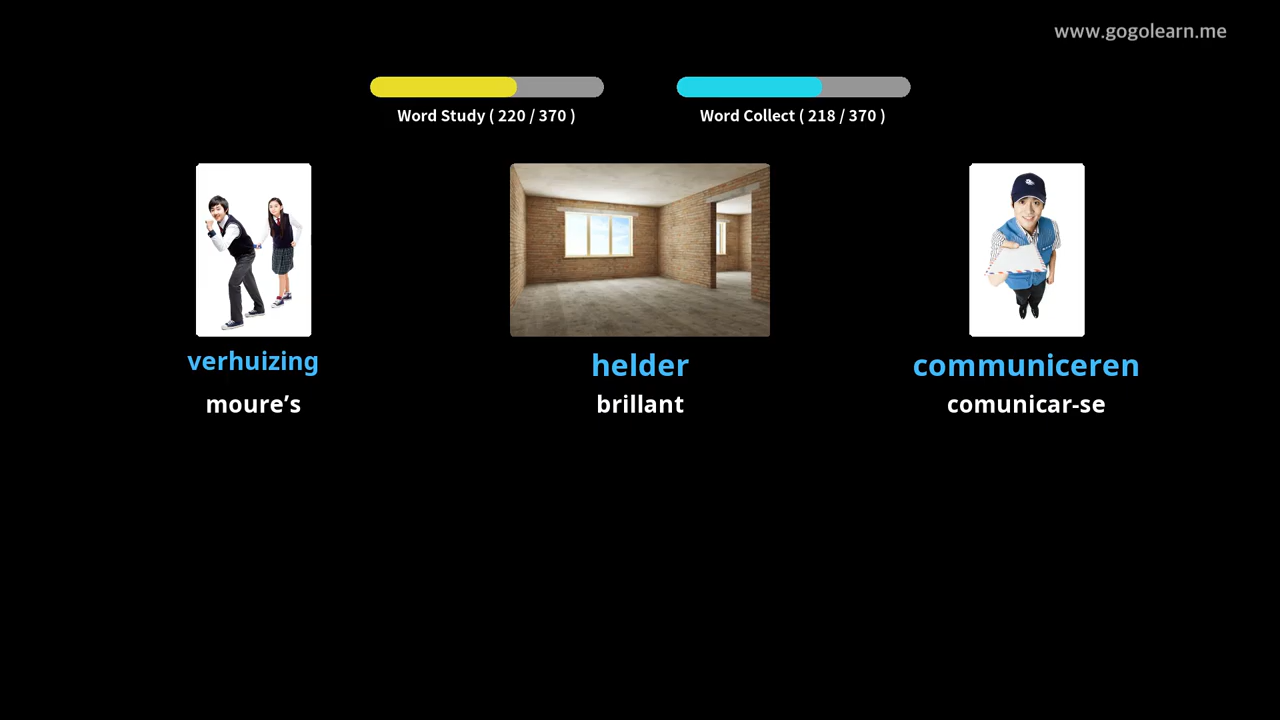 www.gogolearn.me
Word Study ( 220 / 370 )
Word Collect ( 218 / 370 )
verhuizing
helder
communiceren
moure’s
brillant
comunicar-se